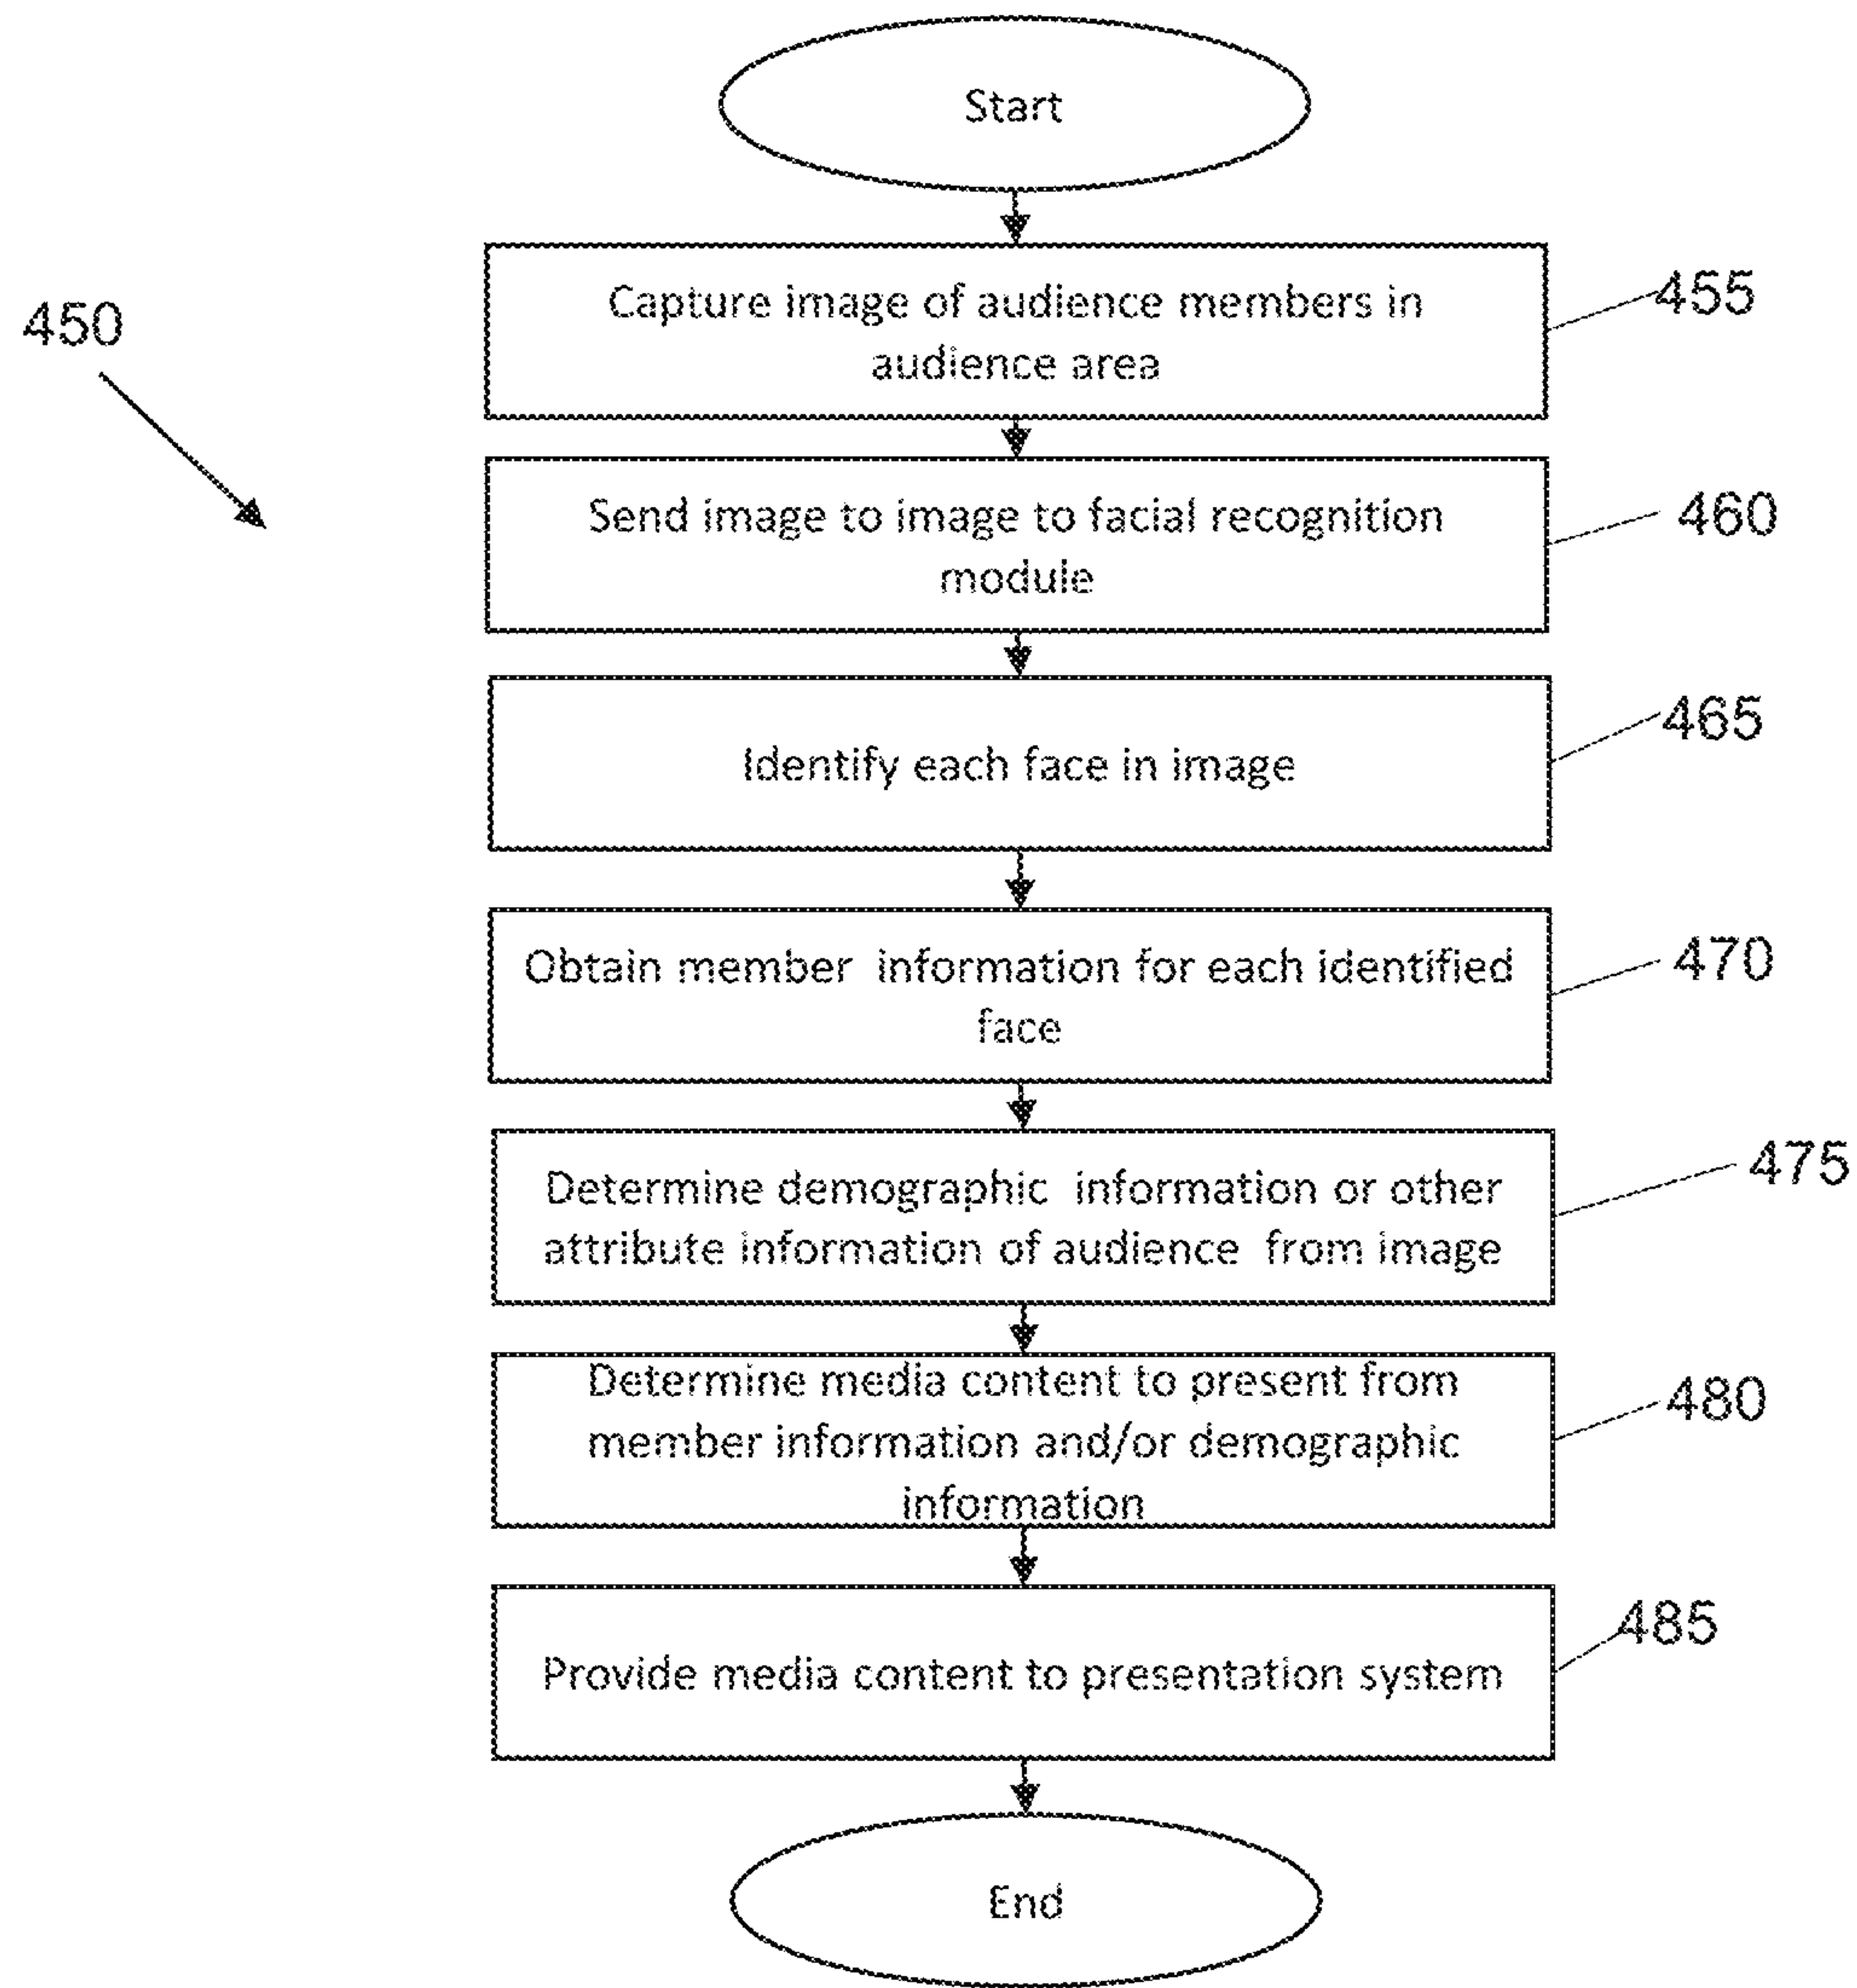 Start
450
Capture image of audience members in
audience area
455
Send image to image to facial recognition
module
460
Identify each face in image
465
Obtain member information for each identified
face
470
Determine demographic information or other
attribute information of audience from image
475
Determine media content to present from
member information and/or demographic
information
480
Provide media content to presentation system
485
End